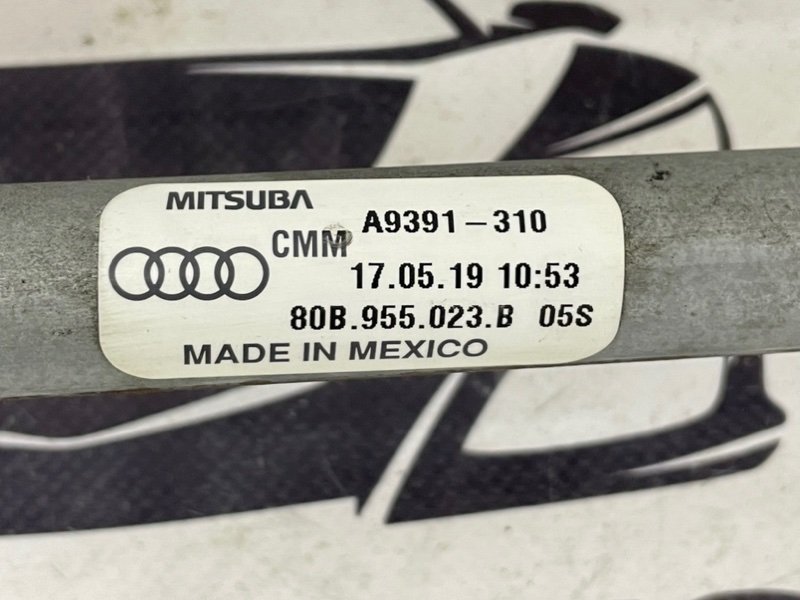 MITSUBA
CMM A9391-310
17.05.19 10:53
80B.955.023.B 05S
MADE IN MEXICO